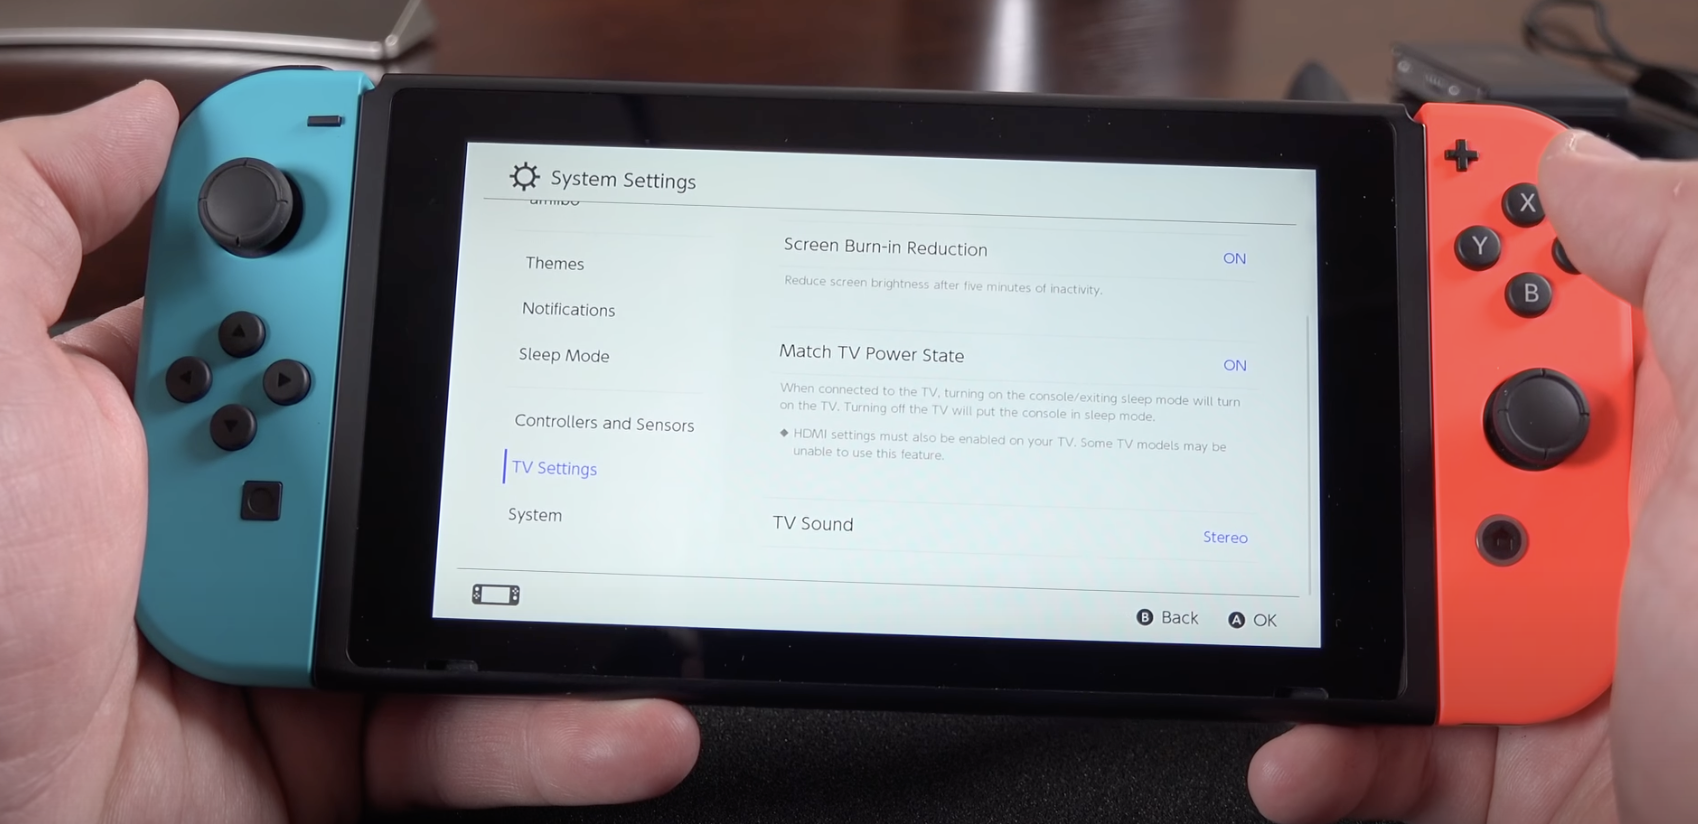 System Settings
amiibo
Themes
Notifications
Sleep Mode
Controllers and Sensors
TV Settings
System
Screen Burn-in Reduction ON
Reduce screen brightness after five minutes of inactivity.
Match TV Power State ON
When connected to the TV, turning on the console/exiting sleep mode will turn
on the TV. Turning off the TV will put the console in sleep mode.
◆ HDMI settings must also be enabled on your TV. Some TV models may be
unable to use this feature.
TV Sound Stereo
B Back A OK
X
Y
B